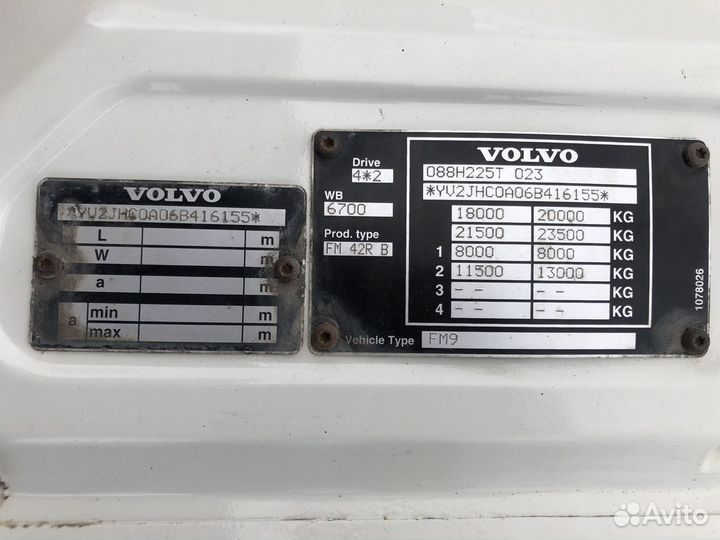 VOLVO
*YV2JHC0A06B416155*
L m
W m
a m
a min m
max m
VOLVO
Drive
4*2
088H225T 023
*YV2JHC0A06B416155*
WB
6700
18000 20000 KG
21500 23500 KG
Prod. type
FM 42R B
1 8000 8000 KG
2 11500 13000 KG
3 -- -- KG
4 -- -- KG
Vehicle Type FM9
1078026
Avito